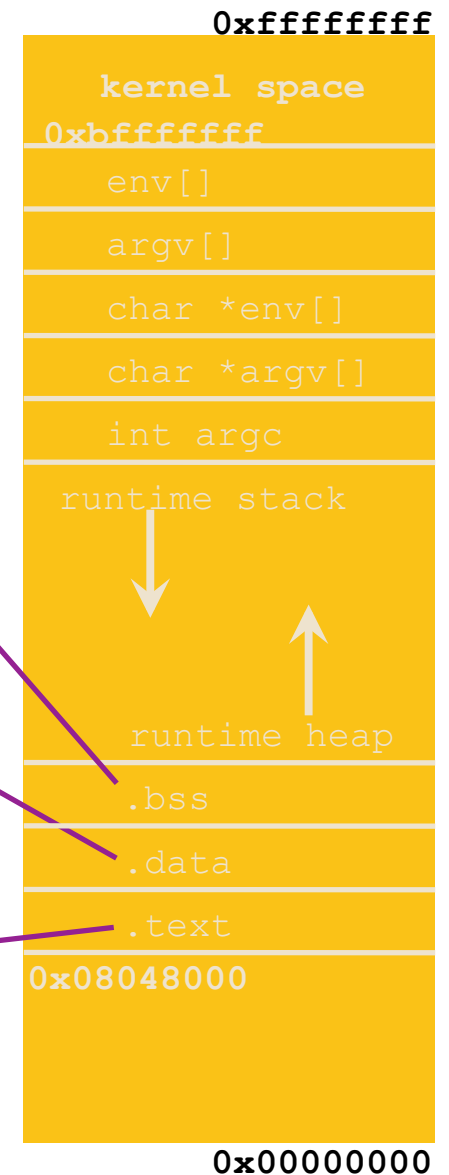 0xffffffff
kernel space
0xbfffffff
env[]
argv[]
char *env[]
char *argv[]
int argc
runtime stack
runtime heap
.bss
.data
.text
0x08048000
0x00000000